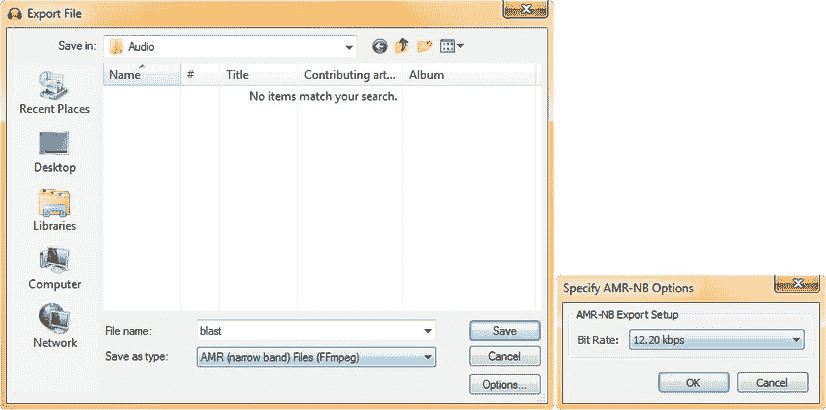 Export File
Save in: Audio
Name # Title Contributing art... Album
No items match your search.
Recent Places
Desktop
Libraries
Computer
Network
File name: blast Save
Save as type: AMR (narrow band) Files (FFmpeg) Cancel
Options...
Specify AMR-NB Options
AMR-NB Export Setup
Bit Rate: 12.20 kbps
OK Cancel